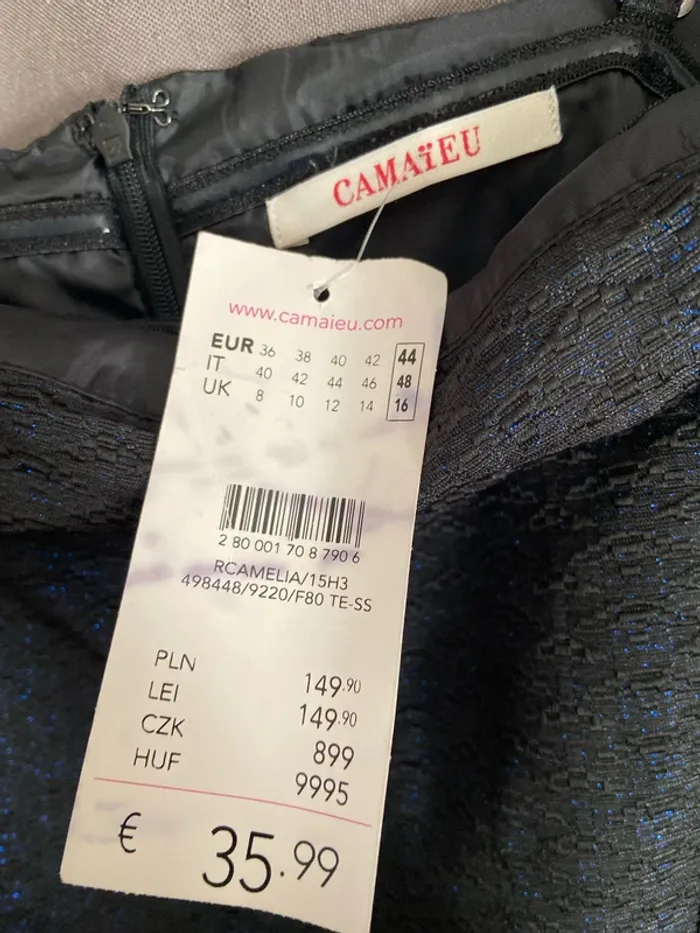 CAMAÏEU
www.camaieu.com
EUR 36 38 40 42 44
IT 40 42 44 46 48
UK 8 10 12 14 16
2 80 001 70 8 790 6
RCAMELIA/15H3
498448/9220/F80 TE-SS
PLN 149.90
LEI 149.90
CZK 899
HUF 9995
€ 35.99